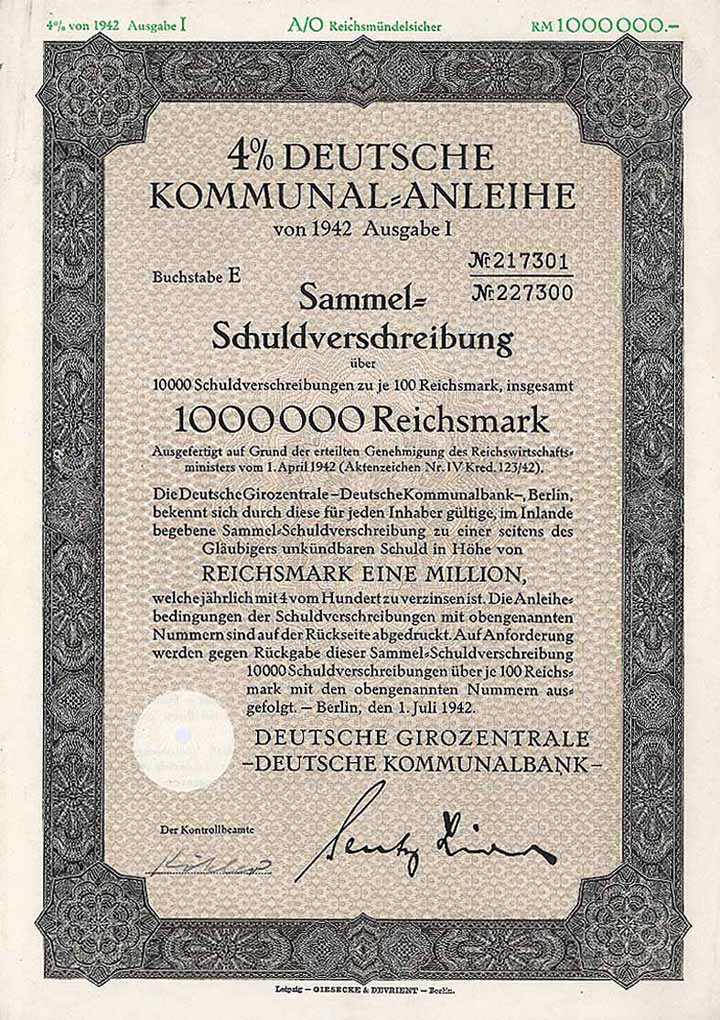 4% von 1942 Ausgabe I A/O Reichsmündelsicher RM 1000000.–
4% DEUTSCHE
KOMMUNAL=ANLEIHE
von 1942 Ausgabe I
Buchstabe E
Nr. 217301
Nr. 227300
Sammel=
Schuldverschreibung
über
10000 Schuldverschreibungen zu je 100 Reichsmark, insgesamt
1000000 Reichsmark
Ausgefertigt auf Grund der erteilten Genehmigung des Reichswirtschafts=
ministers vom 1. April 1942 (Aktenzeichen Nr. IV Kred. 123/42).
Die Deutsche Girozentrale –Deutsche Kommunalbank–, Berlin,
bekennt sich durch diese für jeden Inhaber gültige, im Inlande
begebene Sammel=Schuldverschreibung zu einer seitens des
Gläubigers unkündbaren Schuld in Höhe von
REICHSMARK EINE MILLION,
welche jährlich mit 4 vom Hundert zu verzinsen ist. Die Anleihe=
bedingungen der Schuldverschreibungen mit obengenannten
Nummern sind auf der Rückseite abgedruckt. Auf Anforderung
werden gegen Rückgabe dieser Sammel=Schuldverschreibung
10000 Schuldverschreibungen über je 100 Reichs=
mark mit den obengenannten Nummern aus=
gefolgt. – Berlin, den 1. Juli 1942.
DEUTSCHE GIROZENTRALE
–DEUTSCHE KOMMUNALBANK–
Der Kontrollbeamte
Leipzig – GIESECKE & DEVRIENT – Berlin.